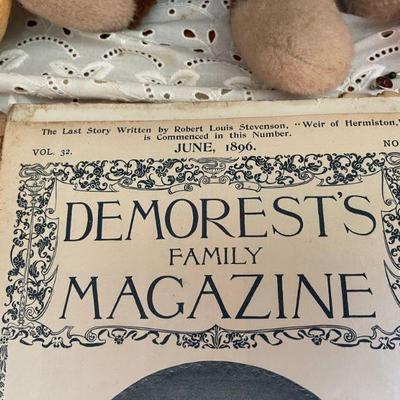 The Last Story Written by Robert Louis Stevenson, "Weir of Hermiston,"
is Commenced in this Number.
VOL. 32. JUNE, 1896. NO
DEMOREST'S
FAMILY
MAGAZINE